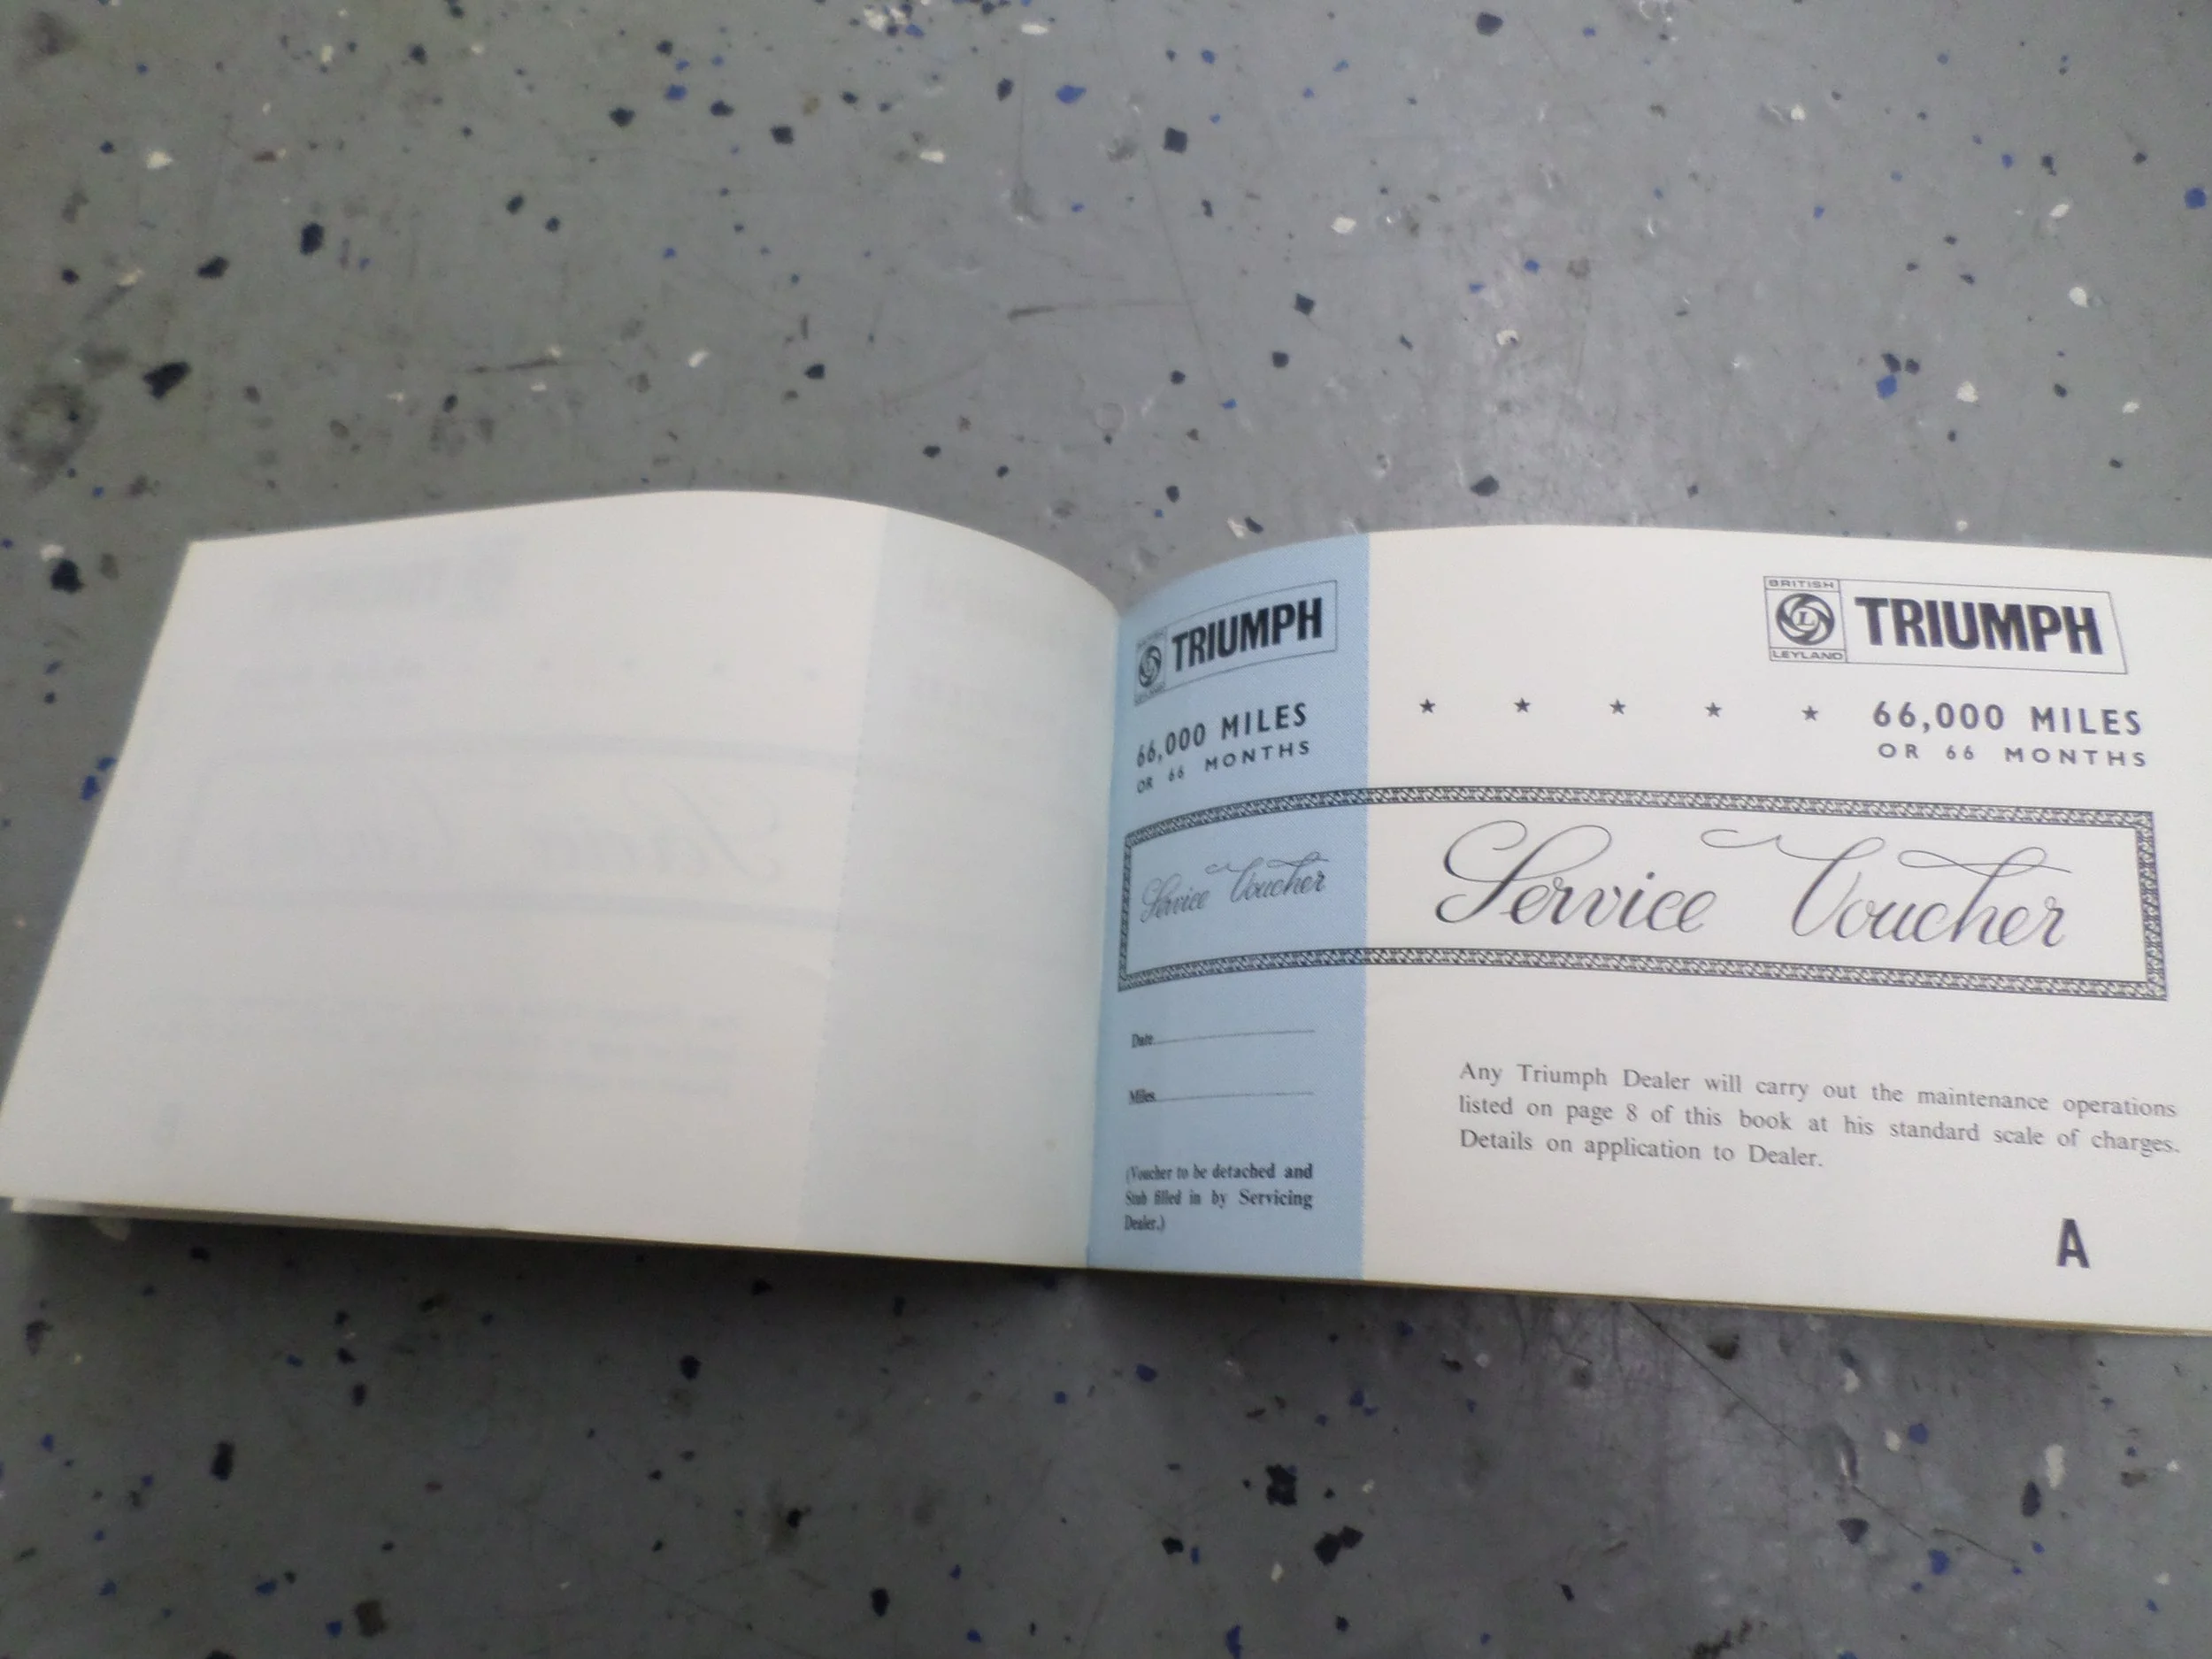 TRIUMPH
66,000 MILES
OR 66 MONTHS
Service Voucher
Date
Miles
(Voucher to be detached and
Stub filled in by Servicing
Dealer.)
BRITISH
L
LEYLAND
TRIUMPH
★ ★ ★ ★ ★ 66,000 MILES
OR 66 MONTHS
Service Voucher
Any Triumph Dealer will carry out the maintenance operations
listed on page 8 of this book at his standard scale of charges.
Details on application to Dealer.
A